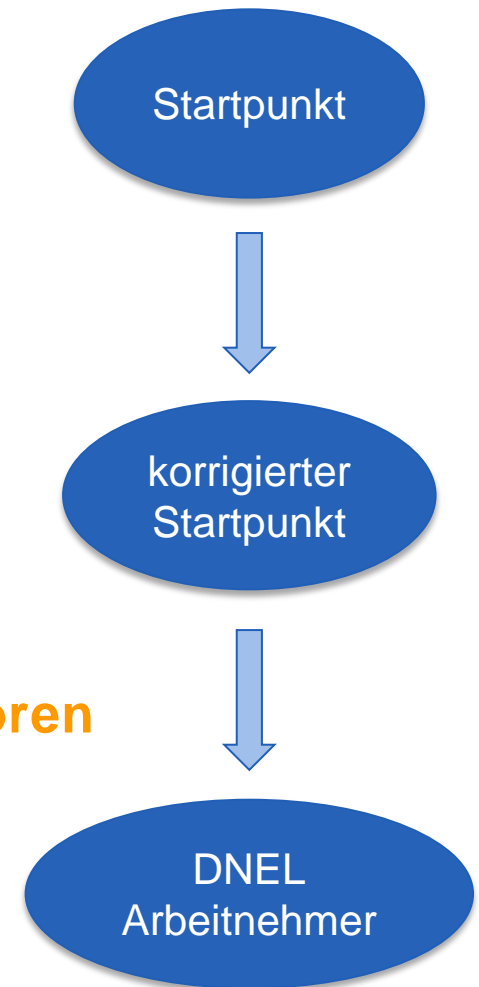 Startpunkt
korrigierter
Startpunkt
oren
DNEL
Arbeitnehmer